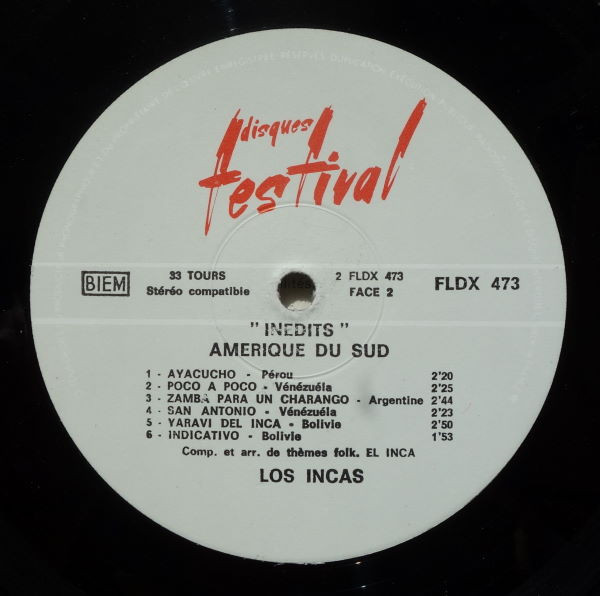 disques
festival
BIEM
33 TOURS
Stéréo compatible
2 FLDX 473
FACE 2
FLDX 473
" INEDITS "
AMERIQUE DU SUD
1 - AYACUCHO - Pérou 2'20
2 - POCO A POCO - Vénézuéla 2'25
3 - ZAMBA PARA UN CHARANGO - Argentine 2'44
4 - SAN ANTONIO - Vénézuéla 2'23
5 - YARAVI DEL INCA - Bolivie 2'50
6 - INDICATIVO - Bolivie 1'53
Comp. et arr. de thèmes folk. EL INCA
LOS INCAS